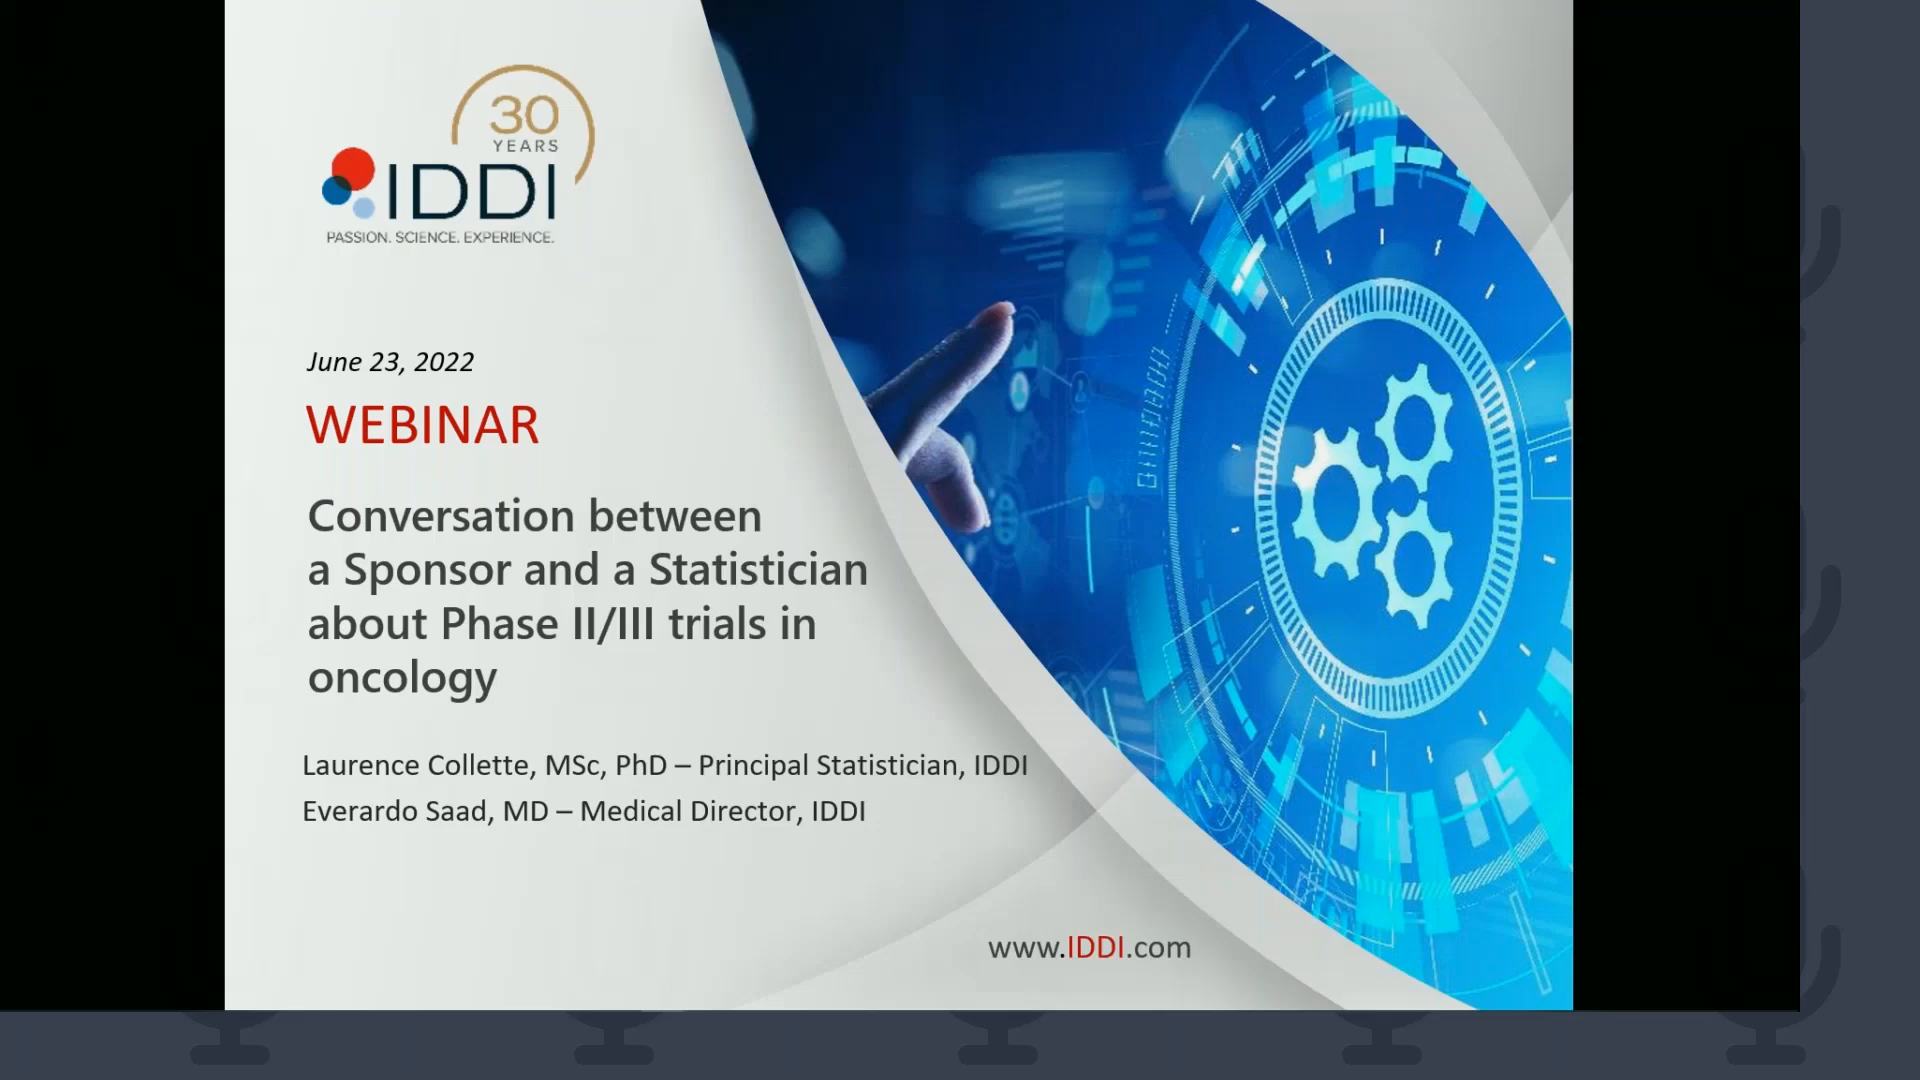 30
YEARS
IDDI
PASSION. SCIENCE. EXPERIENCE.
June 23, 2022
WEBINAR
Conversation between
a Sponsor and a Statistician
about Phase II/III trials in
oncology
Laurence Collette, MSc, PhD – Principal Statistician, IDDI
Everardo Saad, MD – Medical Director, IDDI
www.IDDI.com